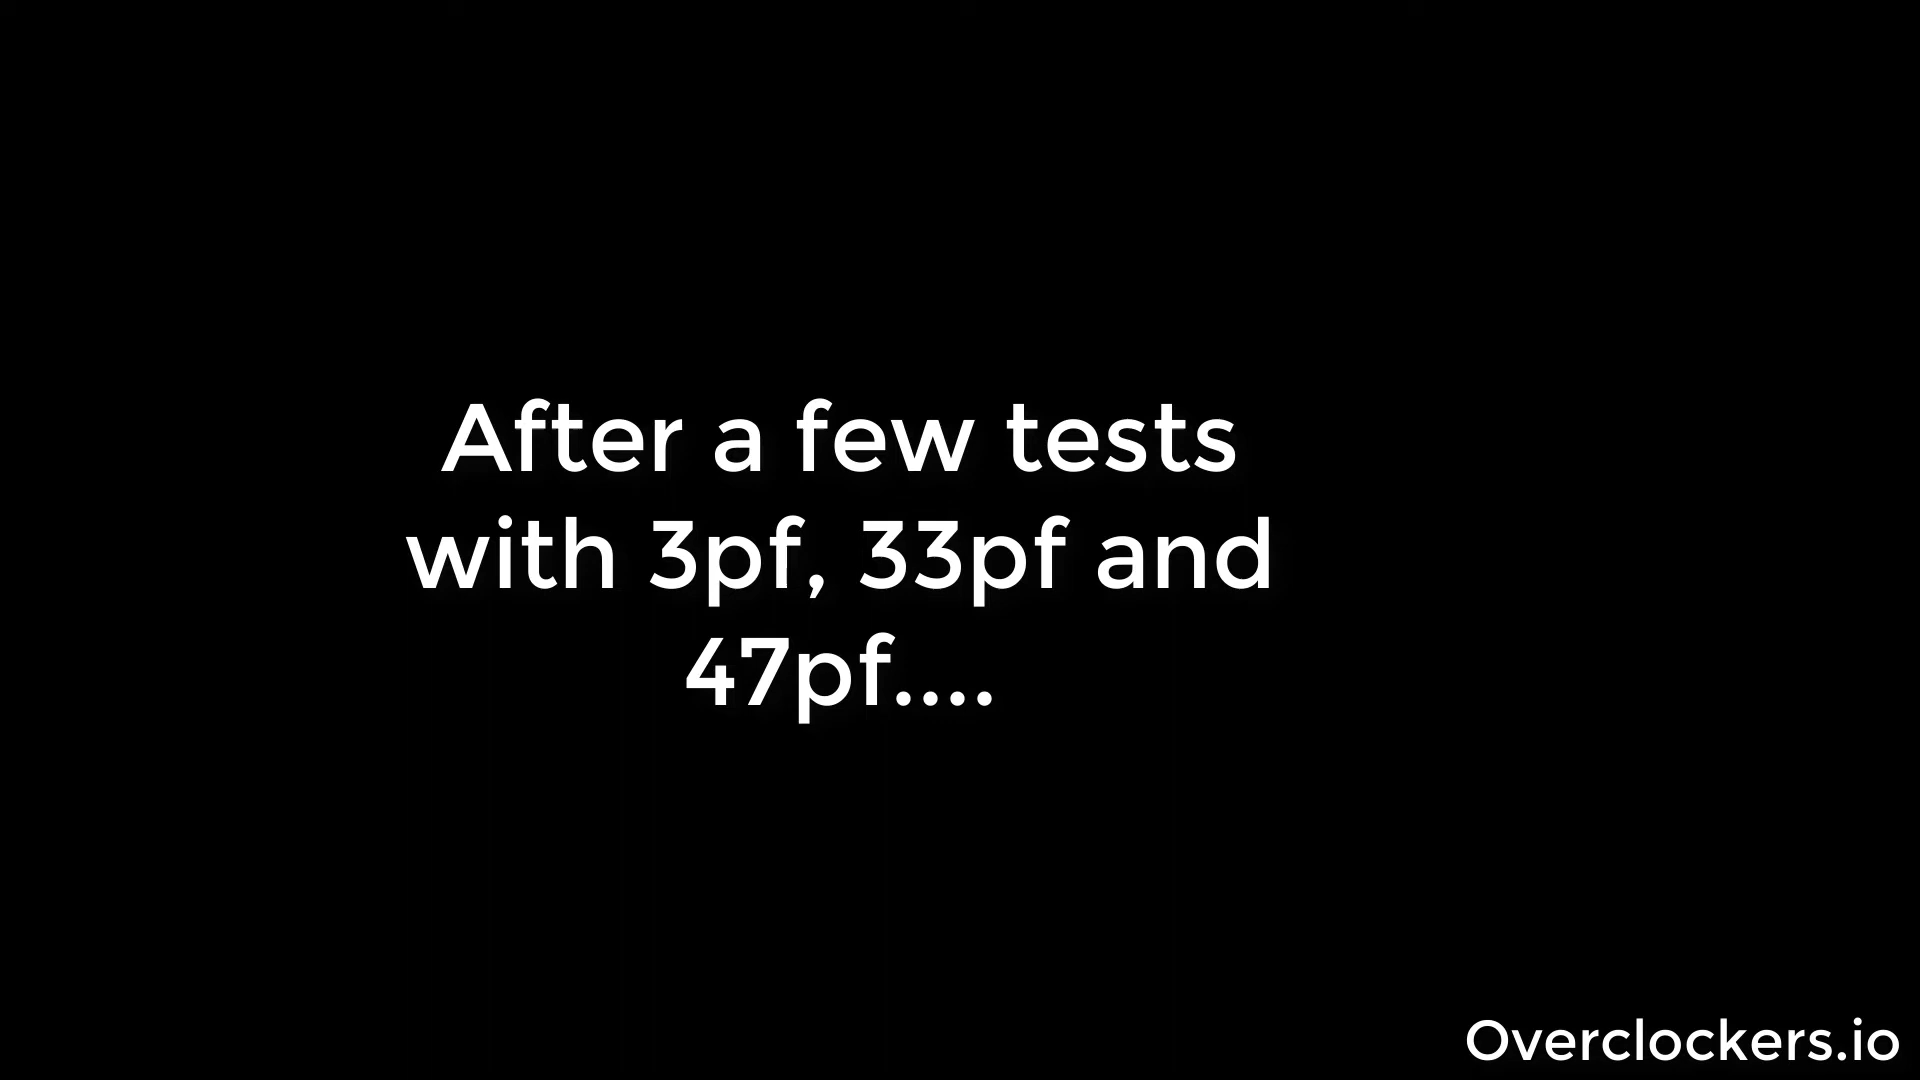 After a few tests
with 3pf, 33pf and
47pf....
Overclockers.io